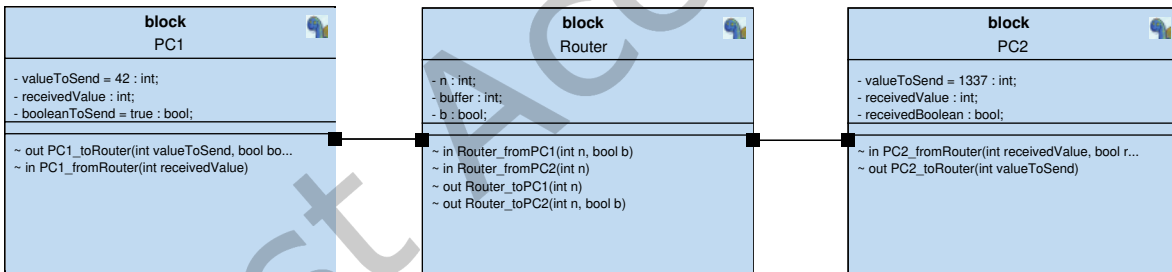 block
PC1
- valueToSend = 42 : int;
- receivedValue : int;
- booleanToSend = true : bool;
~ out PC1_toRouter(int valueToSend, bool bo...
~ in PC1_fromRouter(int receivedValue)
block
Router
- n : int;
- buffer : int;
- b : bool;
~ in Router_fromPC1(int n, bool b)
~ in Router_fromPC2(int n)
~ out Router_toPC1(int n)
~ out Router_toPC2(int n, bool b)
block
PC2
- valueToSend = 1337 : int;
- receivedValue : int;
- receivedBoolean : bool;
~ in PC2_fromRouter(int receivedValue, bool r...
~ out PC2_toRouter(int valueToSend)